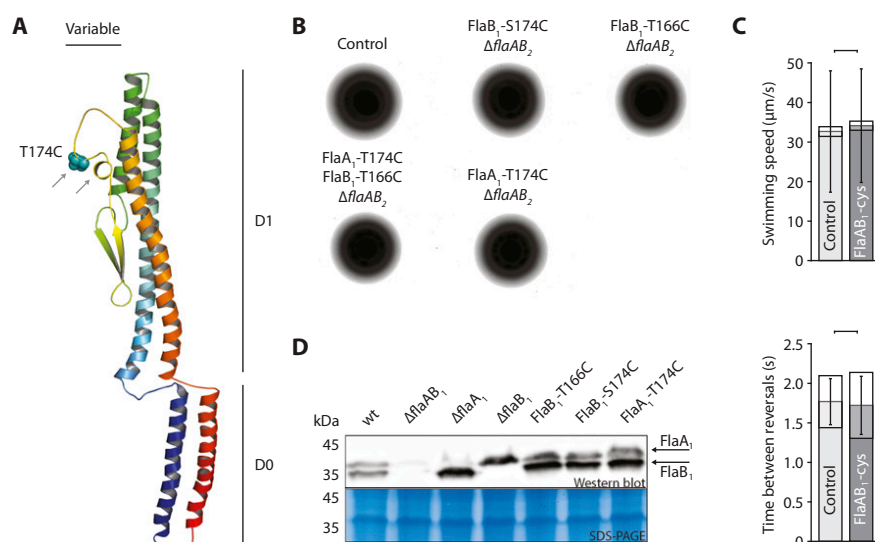 A
Variable
T174C
D1
D0
B
Control
FlaB₁-S174C
ΔflaAB₂
FlaB₁-T166C
ΔflaAB₂
FlaA₁-T174C
FlaB₁-T166C
ΔflaAB₂
FlaA₁-T174C
ΔflaAB₂
C
Swimming speed (µm/s)
50
40
30
20
10
0
Control
FlaAB₁-cys
Time between reversals (s)
2.5
2.0
1.5
1.0
0.5
0.0
Control
FlaAB₁-cys
D
kDa
wt
ΔflaAB₁
ΔflaA₁
ΔflaB₁
FlaB₁-T166C
FlaB₁-S174C
FlaA₁-T174C
45
35
FlaA₁
FlaB₁
Western blot
45
35
SDS-PAGE